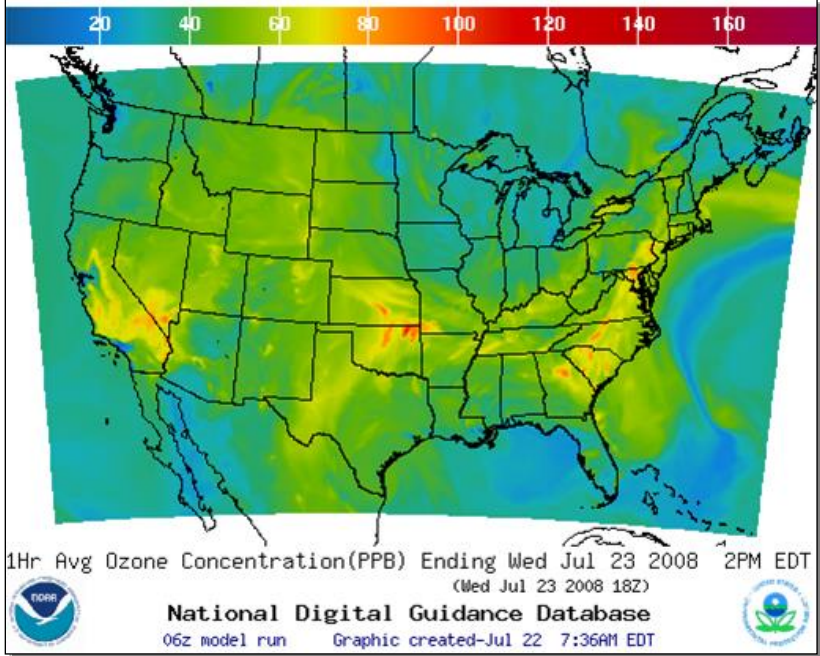 20 40 60 80 100 120 140 160
1Hr Avg Ozone Concentration(PPB) Ending Wed Jul 23 2008 2PM EDT
(Wed Jul 23 2008 18Z)
NOAA
National Digital Guidance Database
06z model run Graphic created-Jul 22 7:36AM EDT